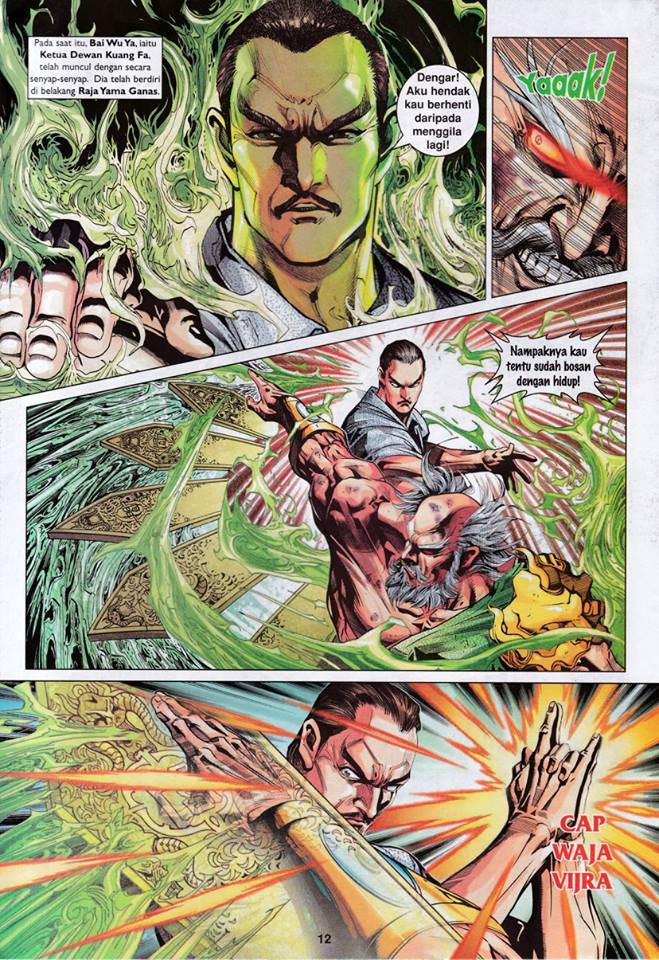 Pada saat itu, Bai Wu Ya, iaitu
Ketua Dewan Kuang Fa,
telah muncul dengan secara
senyap-senyap. Dia telah berdiri
di belakang Raja Yama Ganas.
Dengar!
Aku hendak
kau berhenti
daripada
menggila
lagi!
Yaaak!
Nampaknya kau
tentu sudah bosan
dengan hidup!
CAP
WAJA
VIJRA
12